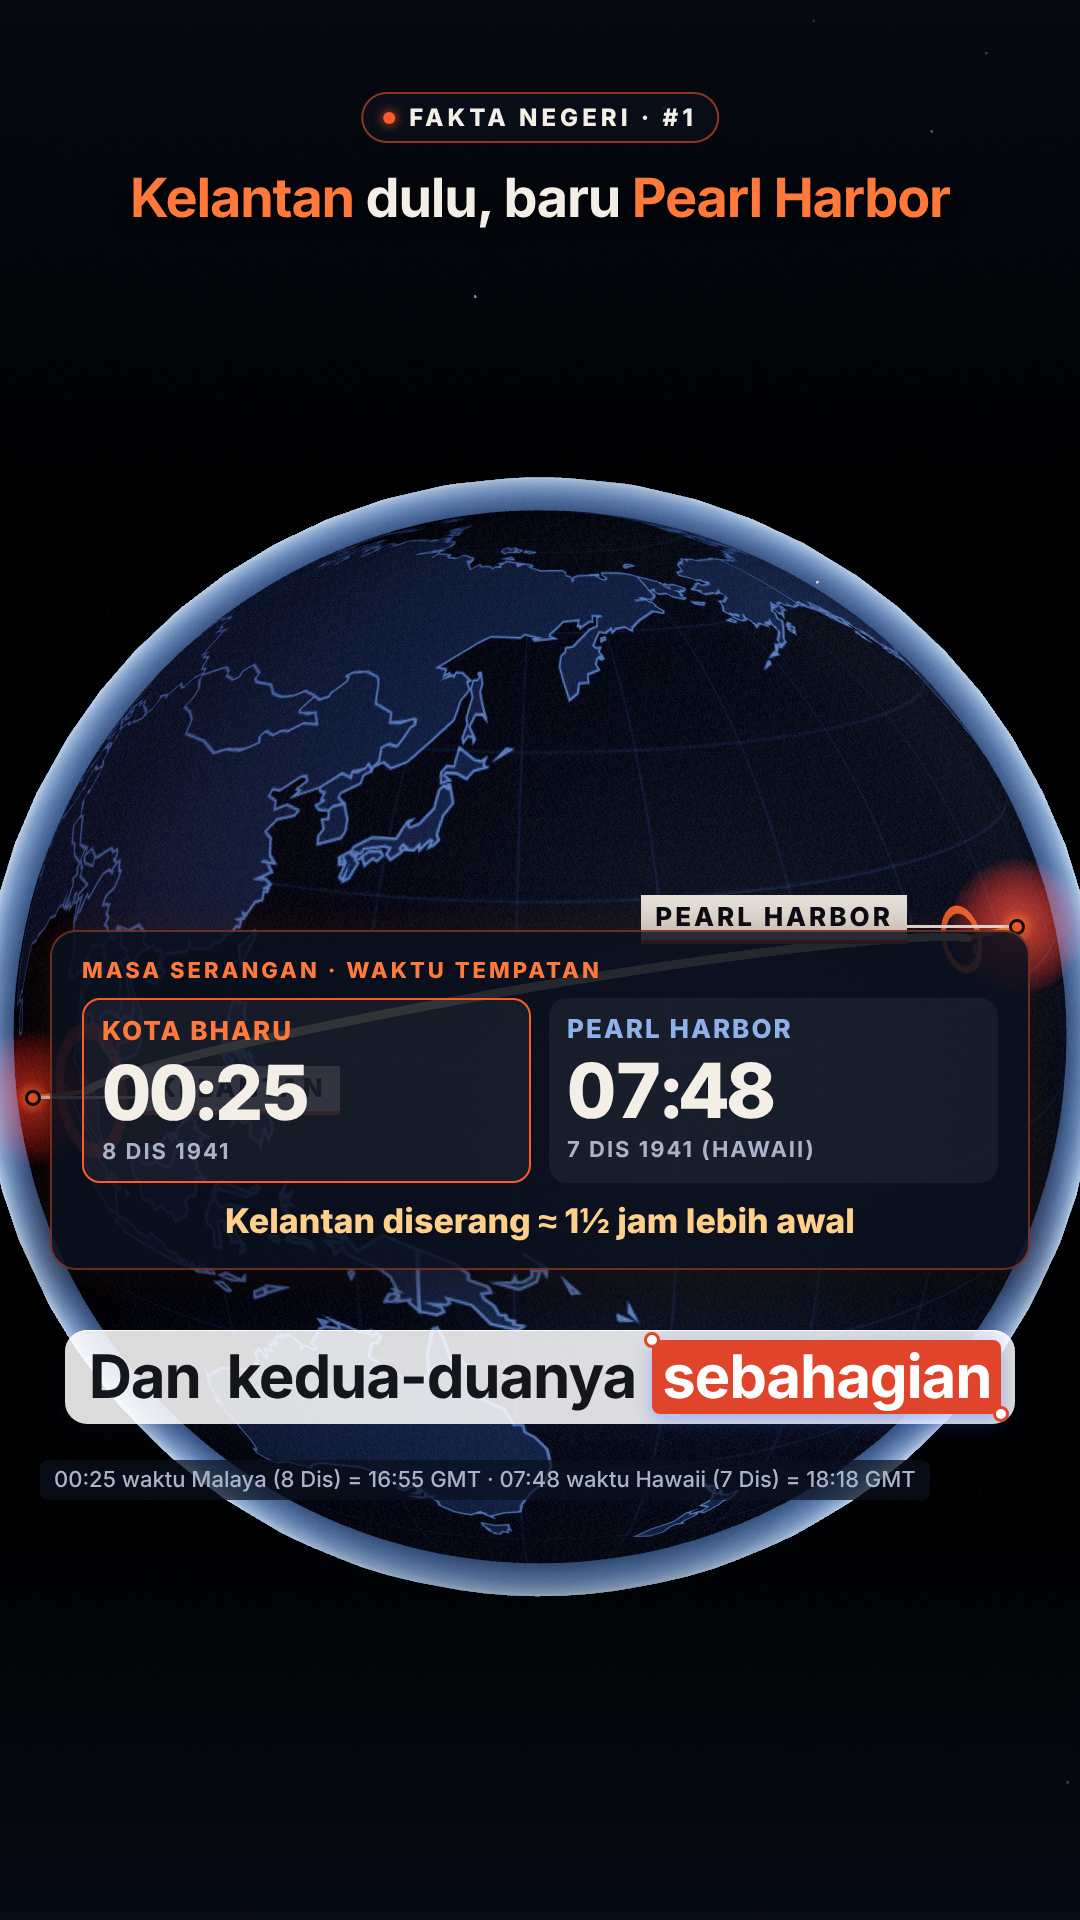 FAKTA NEGERI · #1
Kelantan dulu, baru Pearl Harbor
PEARL HARBOR
MASA SERANGAN · WAKTU TEMPATAN
KOTA BHARU
00:25
8 DIS 1941
PEARL HARBOR
07:48
7 DIS 1941 (HAWAII)
Kelantan diserang ≈ 1½ jam lebih awal
Dan kedua-duanya sebahagian
00:25 waktu Malaya (8 Dis) = 16:55 GMT · 07:48 waktu Hawaii (7 Dis) = 18:18 GMT